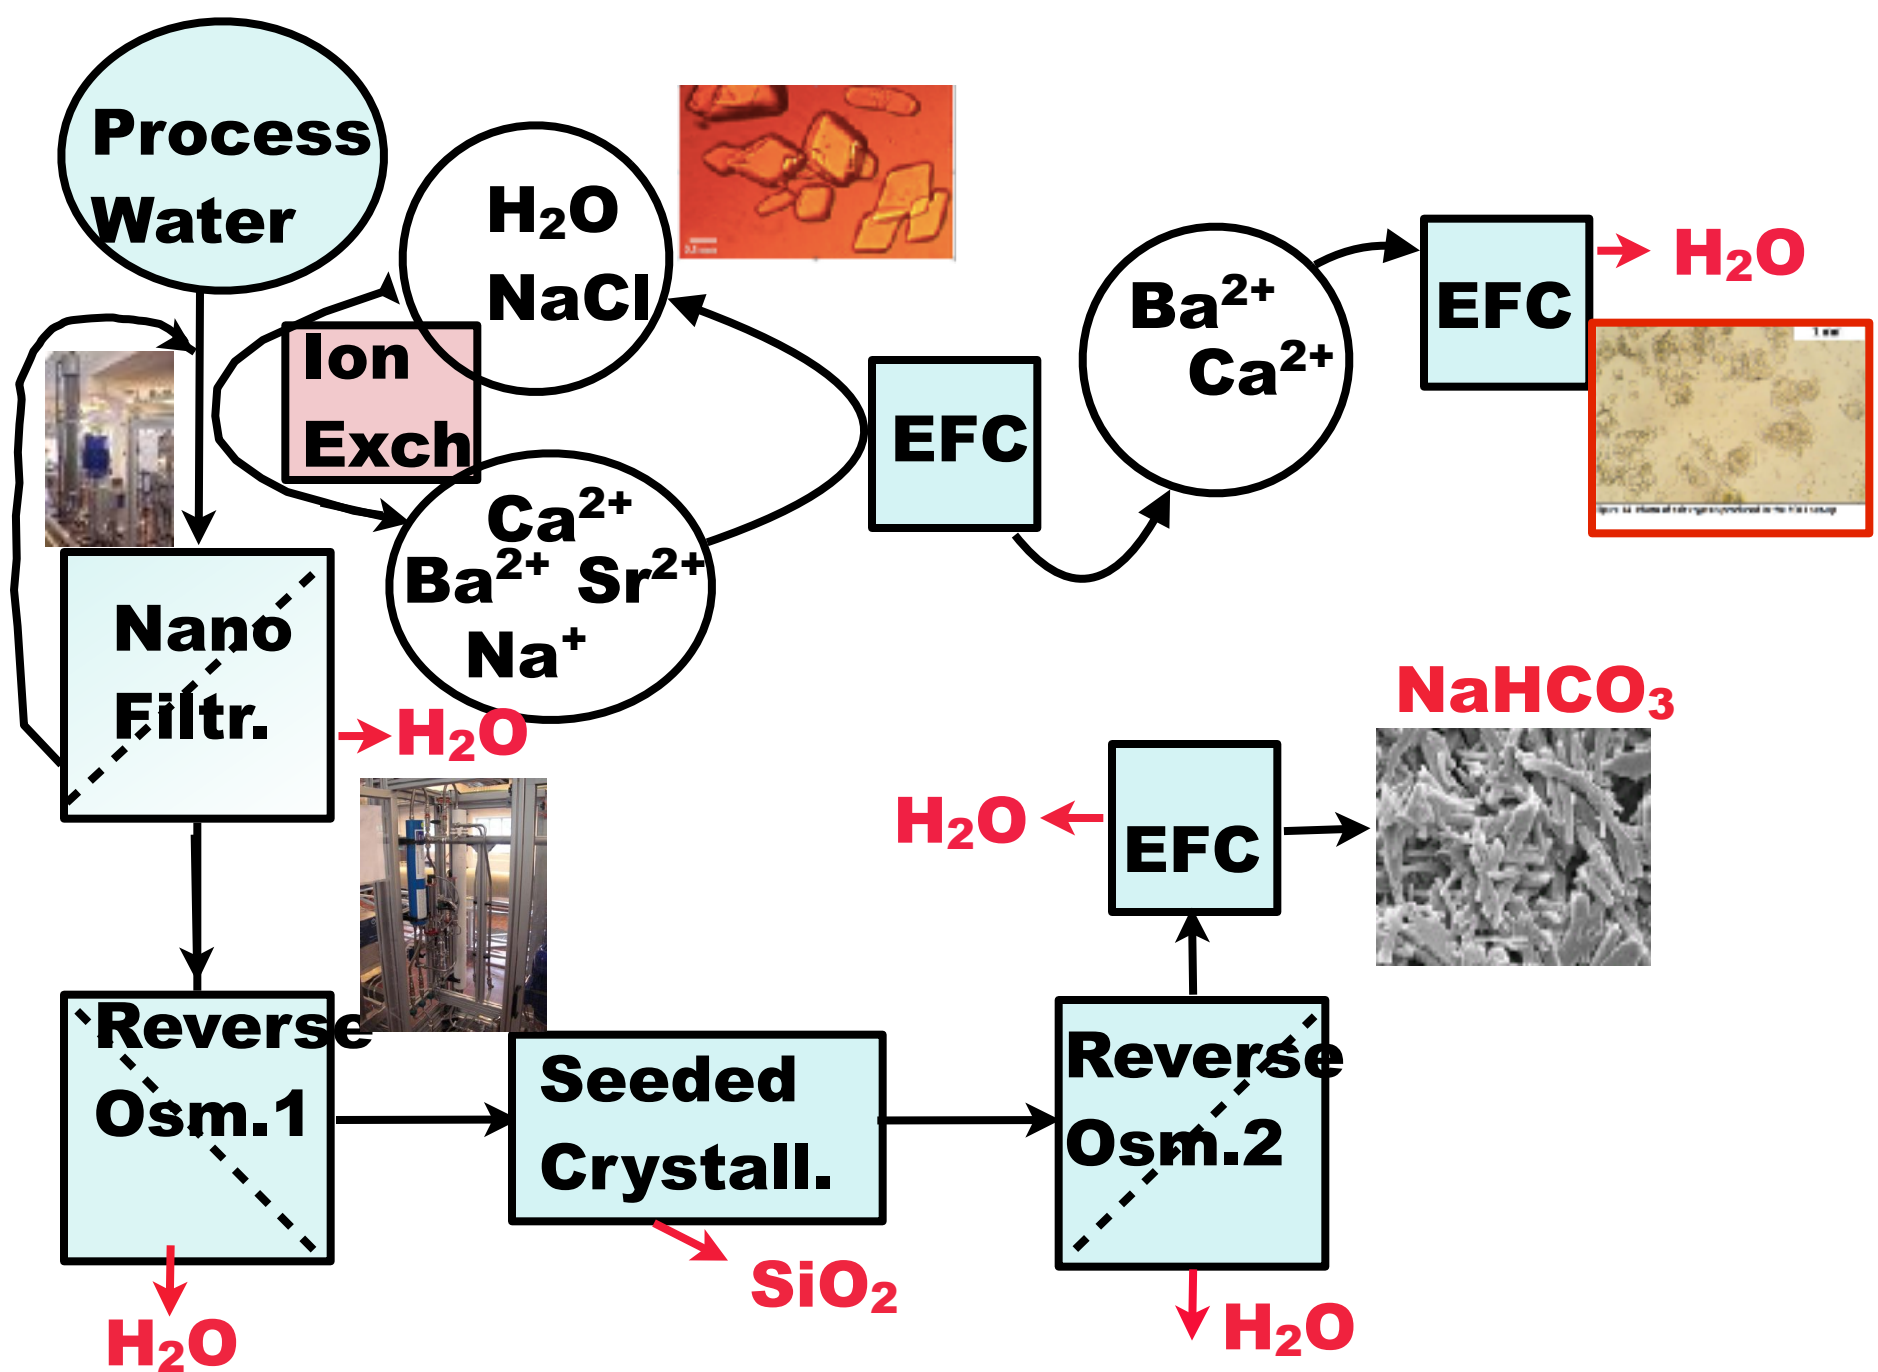 Process
Water
H₂O
NaCl
Ion
Exch
Ca²⁺
Ba²⁺ Sr²⁺
Na⁺
EFC
Ba²⁺
Ca²⁺
EFC
H₂O
Nano
Filtr.
H₂O
Reverse
Osm.1
H₂O
Seeded
Crystall.
SiO₂
Reverse
Osm.2
H₂O
EFC
H₂O
NaHCO₃